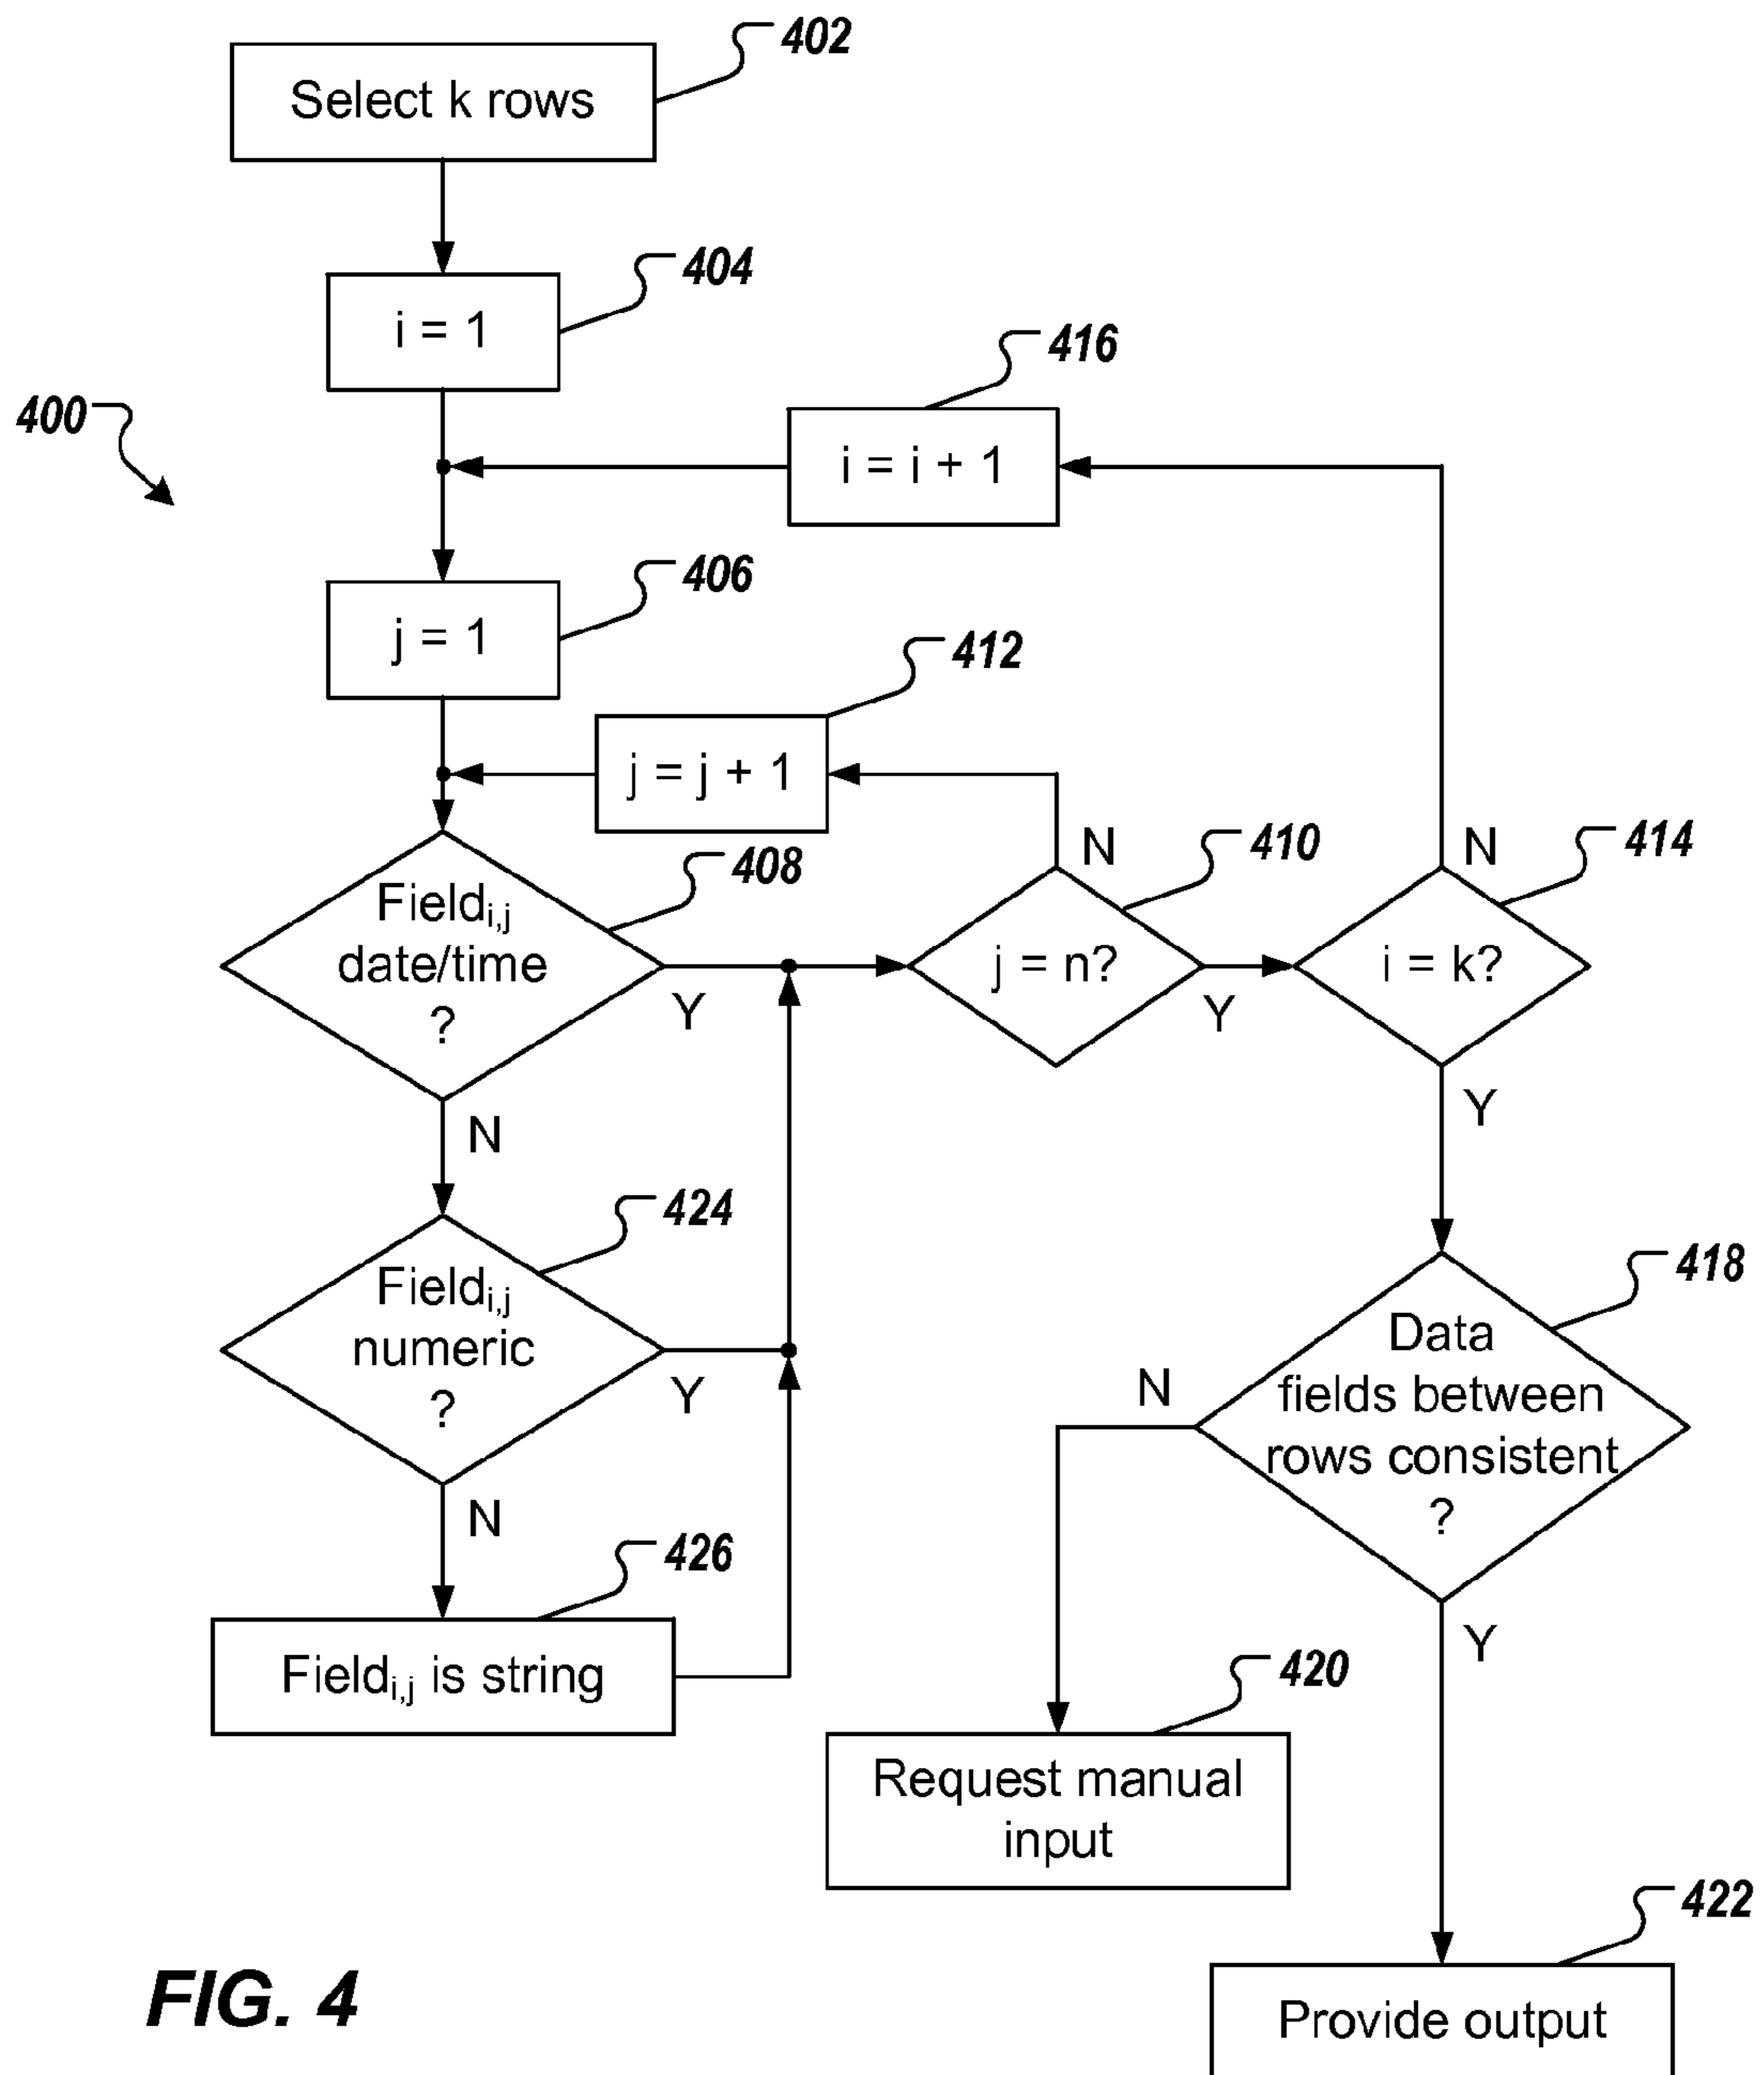 402
Select k rows
404
i = 1
416
400
i = i + 1
406
j = 1
412
j = j + 1
408
N
410
N
414
Fieldi,j
date/time
?
j = n?
i = k?
Y
Y
N
Y
424
Fieldi,j
numeric
?
418
Data
fields between
rows consistent
?
Y
N
N
426
Fieldi,j is string
Y
420
Request manual
input
422
Provide output
FIG. 4